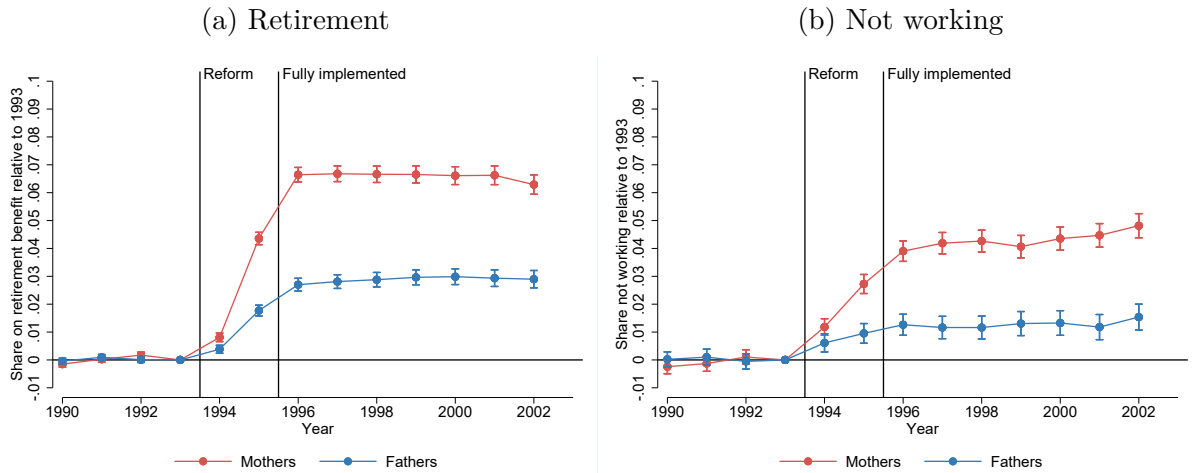 (a) Retirement
Reform
Fully implemented
Share on retirement benefit relative to 1993
.1
.09
.08
.07
.06
.05
.04
.03
.02
.01
0
-.01
1990
1992
1994
1996
1998
2000
2002
Year
Mothers
Fathers
(b) Not working
Reform
Fully implemented
Share not working relative to 1993
.1
.09
.08
.07
.06
.05
.04
.03
.02
.01
0
-.01
1990
1992
1994
1996
1998
2000
2002
Year
Mothers
Fathers